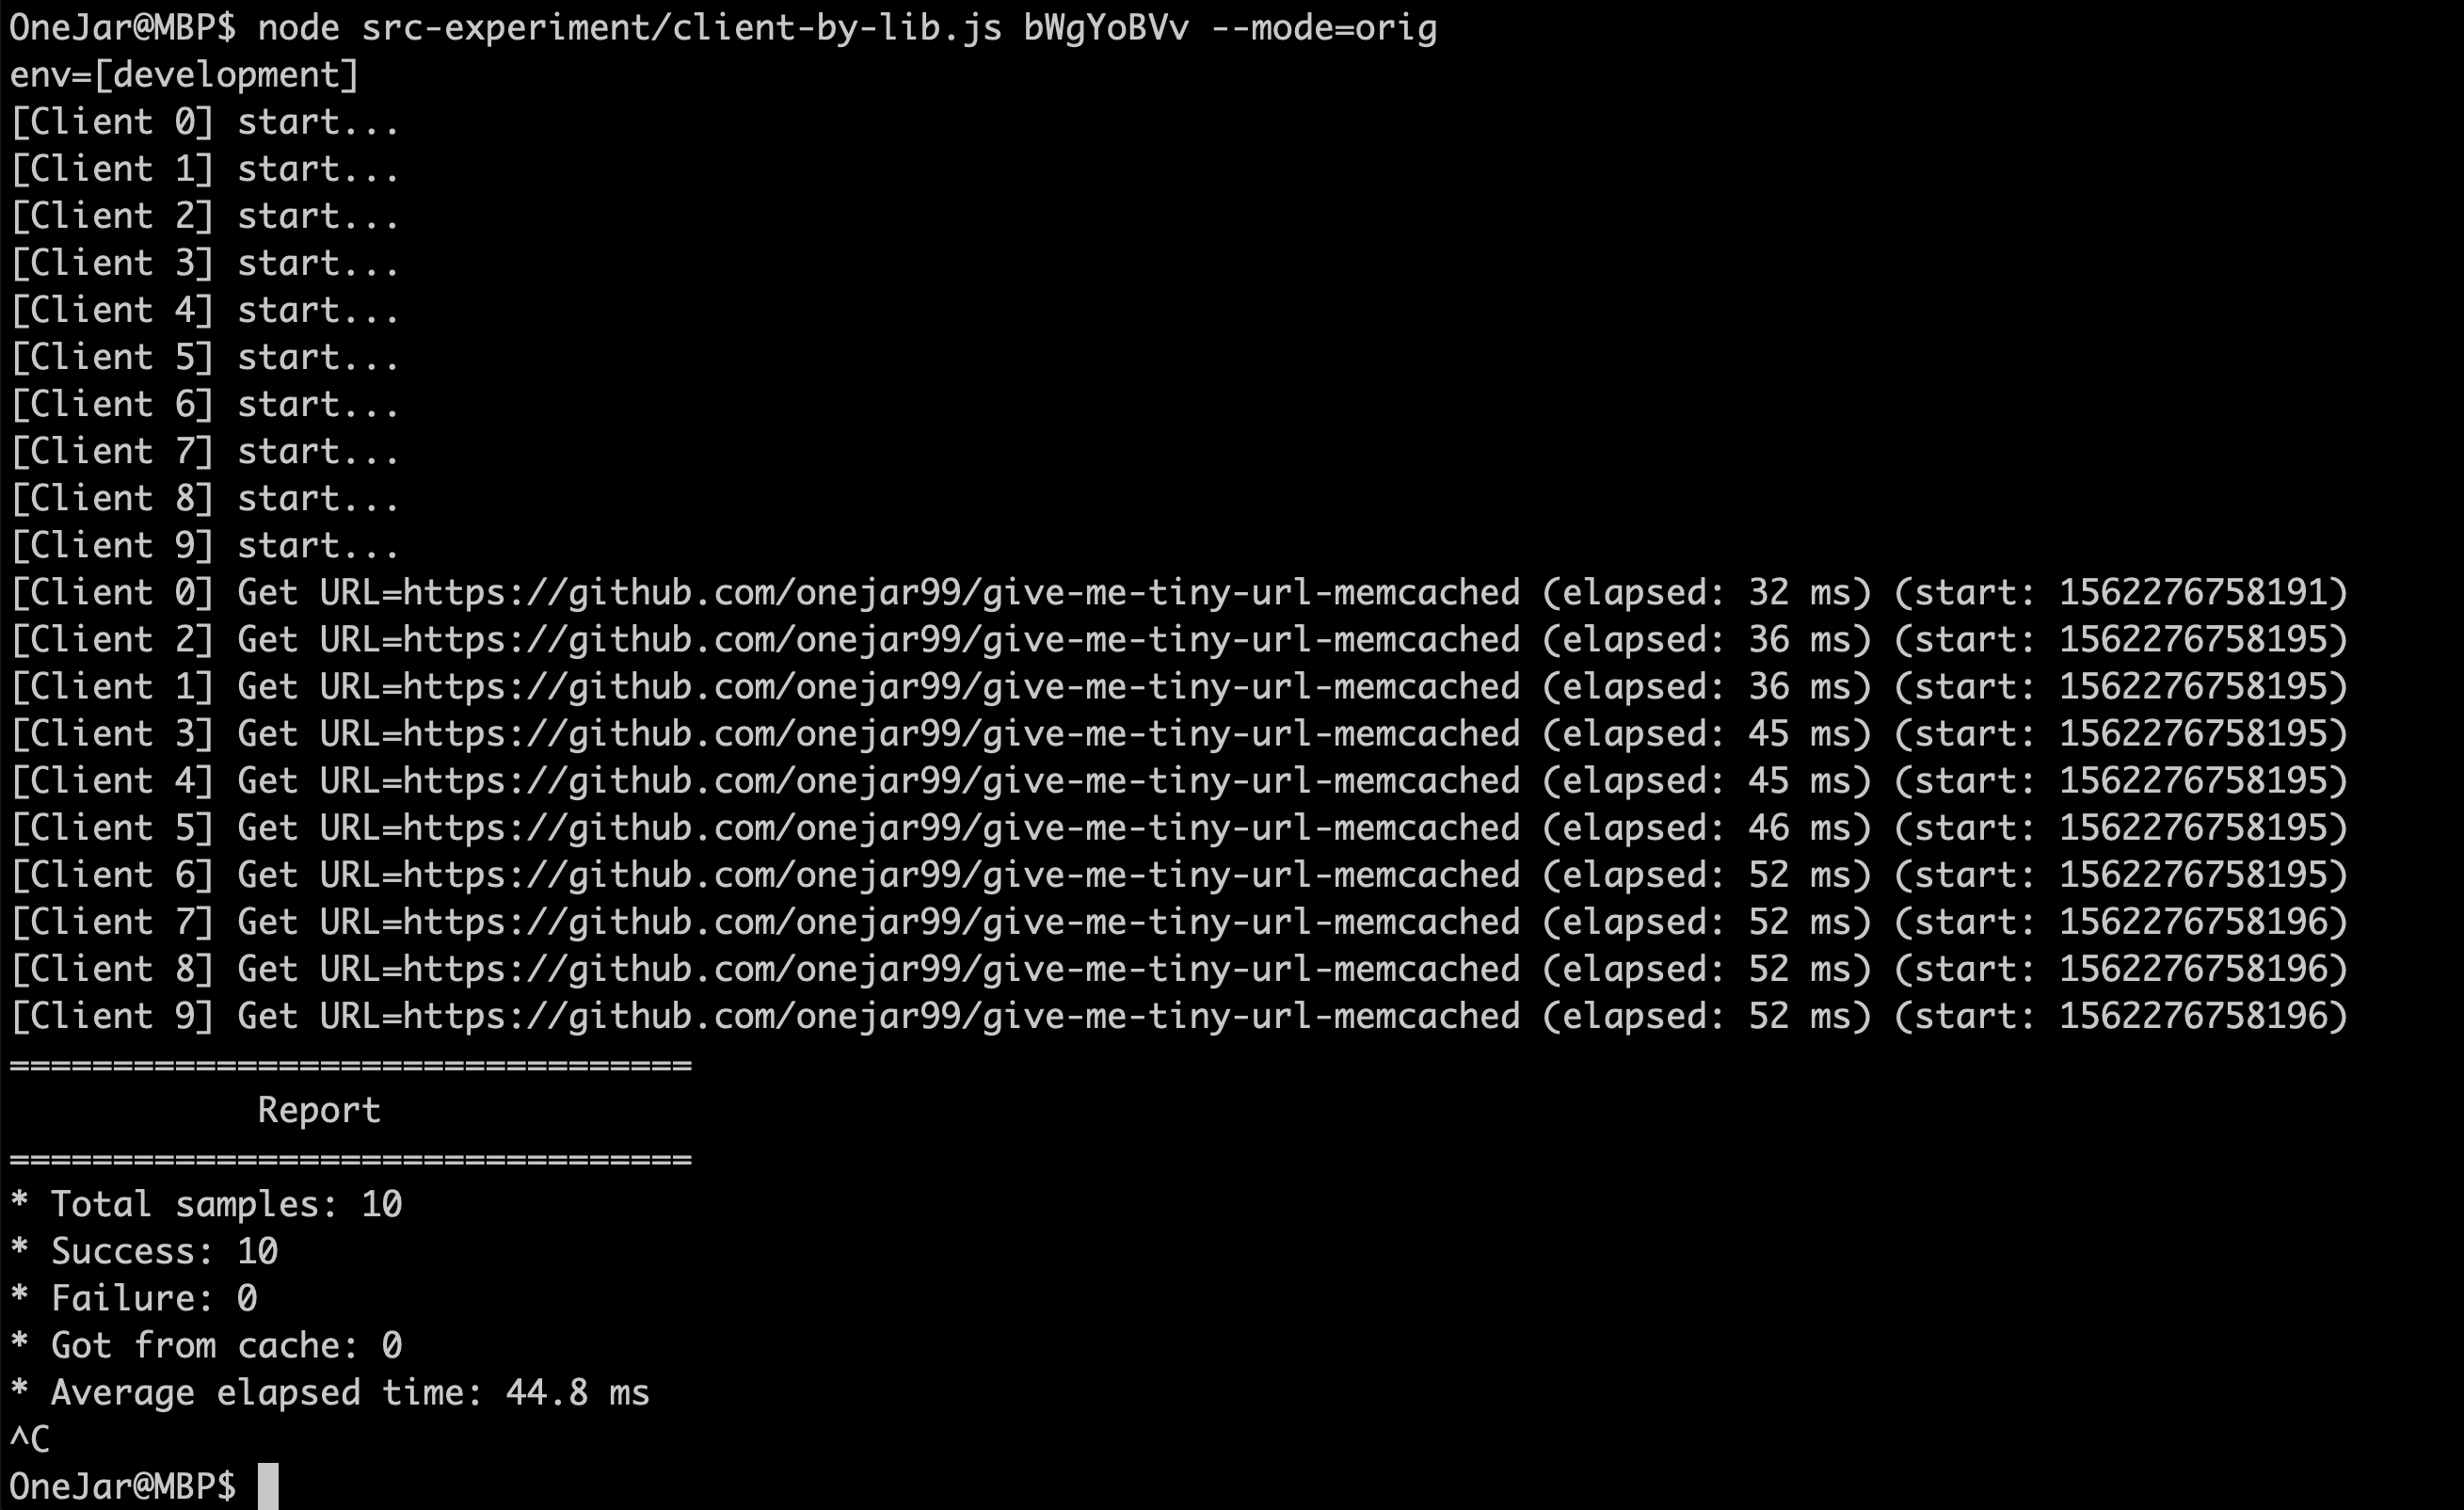 OneJar@MBP$ node src-experiment/client-by-lib.js bWgYoBVv --mode=orig
env=[development]
[Client 0] start...
[Client 1] start...
[Client 2] start...
[Client 3] start...
[Client 4] start...
[Client 5] start...
[Client 6] start...
[Client 7] start...
[Client 8] start...
[Client 9] start...
[Client 0] Get URL=https://github.com/onejar99/give-me-tiny-url-memcached (elapsed: 32 ms) (start: 1562276758191)
[Client 2] Get URL=https://github.com/onejar99/give-me-tiny-url-memcached (elapsed: 36 ms) (start: 1562276758195)
[Client 1] Get URL=https://github.com/onejar99/give-me-tiny-url-memcached (elapsed: 36 ms) (start: 1562276758195)
[Client 3] Get URL=https://github.com/onejar99/give-me-tiny-url-memcached (elapsed: 45 ms) (start: 1562276758195)
[Client 4] Get URL=https://github.com/onejar99/give-me-tiny-url-memcached (elapsed: 45 ms) (start: 1562276758195)
[Client 5] Get URL=https://github.com/onejar99/give-me-tiny-url-memcached (elapsed: 46 ms) (start: 1562276758195)
[Client 6] Get URL=https://github.com/onejar99/give-me-tiny-url-memcached (elapsed: 52 ms) (start: 1562276758195)
[Client 7] Get URL=https://github.com/onejar99/give-me-tiny-url-memcached (elapsed: 52 ms) (start: 1562276758196)
[Client 8] Get URL=https://github.com/onejar99/give-me-tiny-url-memcached (elapsed: 52 ms) (start: 1562276758196)
[Client 9] Get URL=https://github.com/onejar99/give-me-tiny-url-memcached (elapsed: 52 ms) (start: 1562276758196)
=================================
Report
=================================
* Total samples: 10
* Success: 10
* Failure: 0
* Got from cache: 0
* Average elapsed time: 44.8 ms
^C
OneJar@MBP$